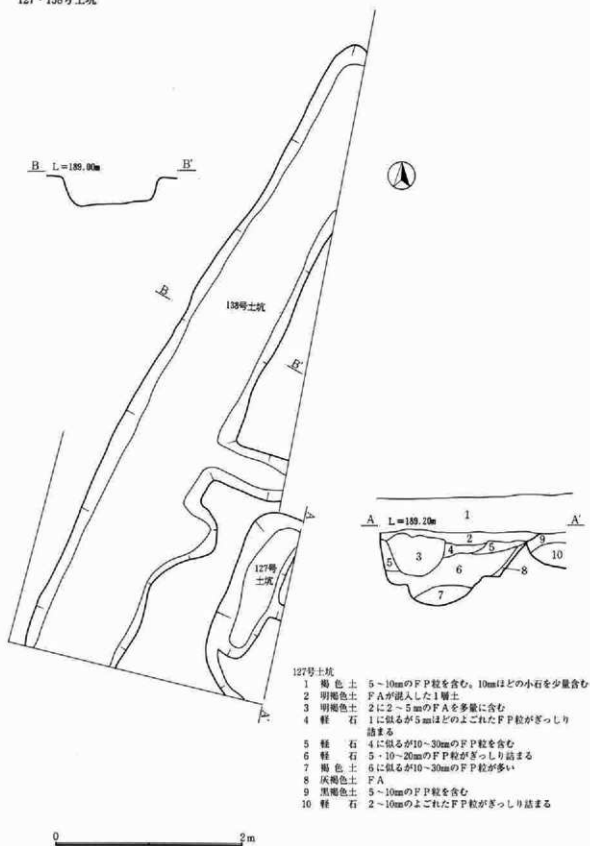 127・138号土坑
B L=189.00m B'
B
138号土坑
B'
A
127号
土坑
A'
A L=189.20m A'
1
2
3
4
5
9
10
5
6
8
7
127号土坑
1 褐色土 5~10mmのFP粒を含む。10mmほどの小石を少量含む
2 明褐色土 FAが混入した1層土
3 明褐色土 2に2~5mmのFAを多量に含む
4 軽石 1に似るが5mmほどのよごれたFP粒がぎっしり
詰まる
5 軽石 4に似るが10~30mmのFP粒を含む
6 軽石 5・10~20mmのFP粒がぎっしり詰まる
7 褐色土 6に似るが10~30mmのFP粒が多い
8 灰褐色土 FA
9 黒褐色土 5~10mmのFP粒を含む
10 軽石 2~10mmのよごれたFP粒がぎっしり詰まる
0 2m